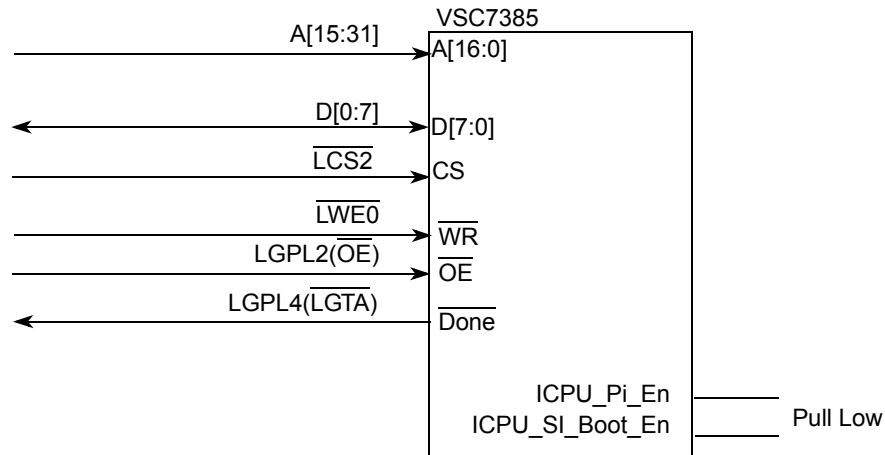 VSC7385
A[15:31]
A[16:0]
D[0:7]
D[7:0]
LCS2
CS
LWE0
WR
LGPL2(OE)
OE
LGPL4(LGTA)
Done
ICPU_Pi_En
ICPU_SI_Boot_En
Pull Low